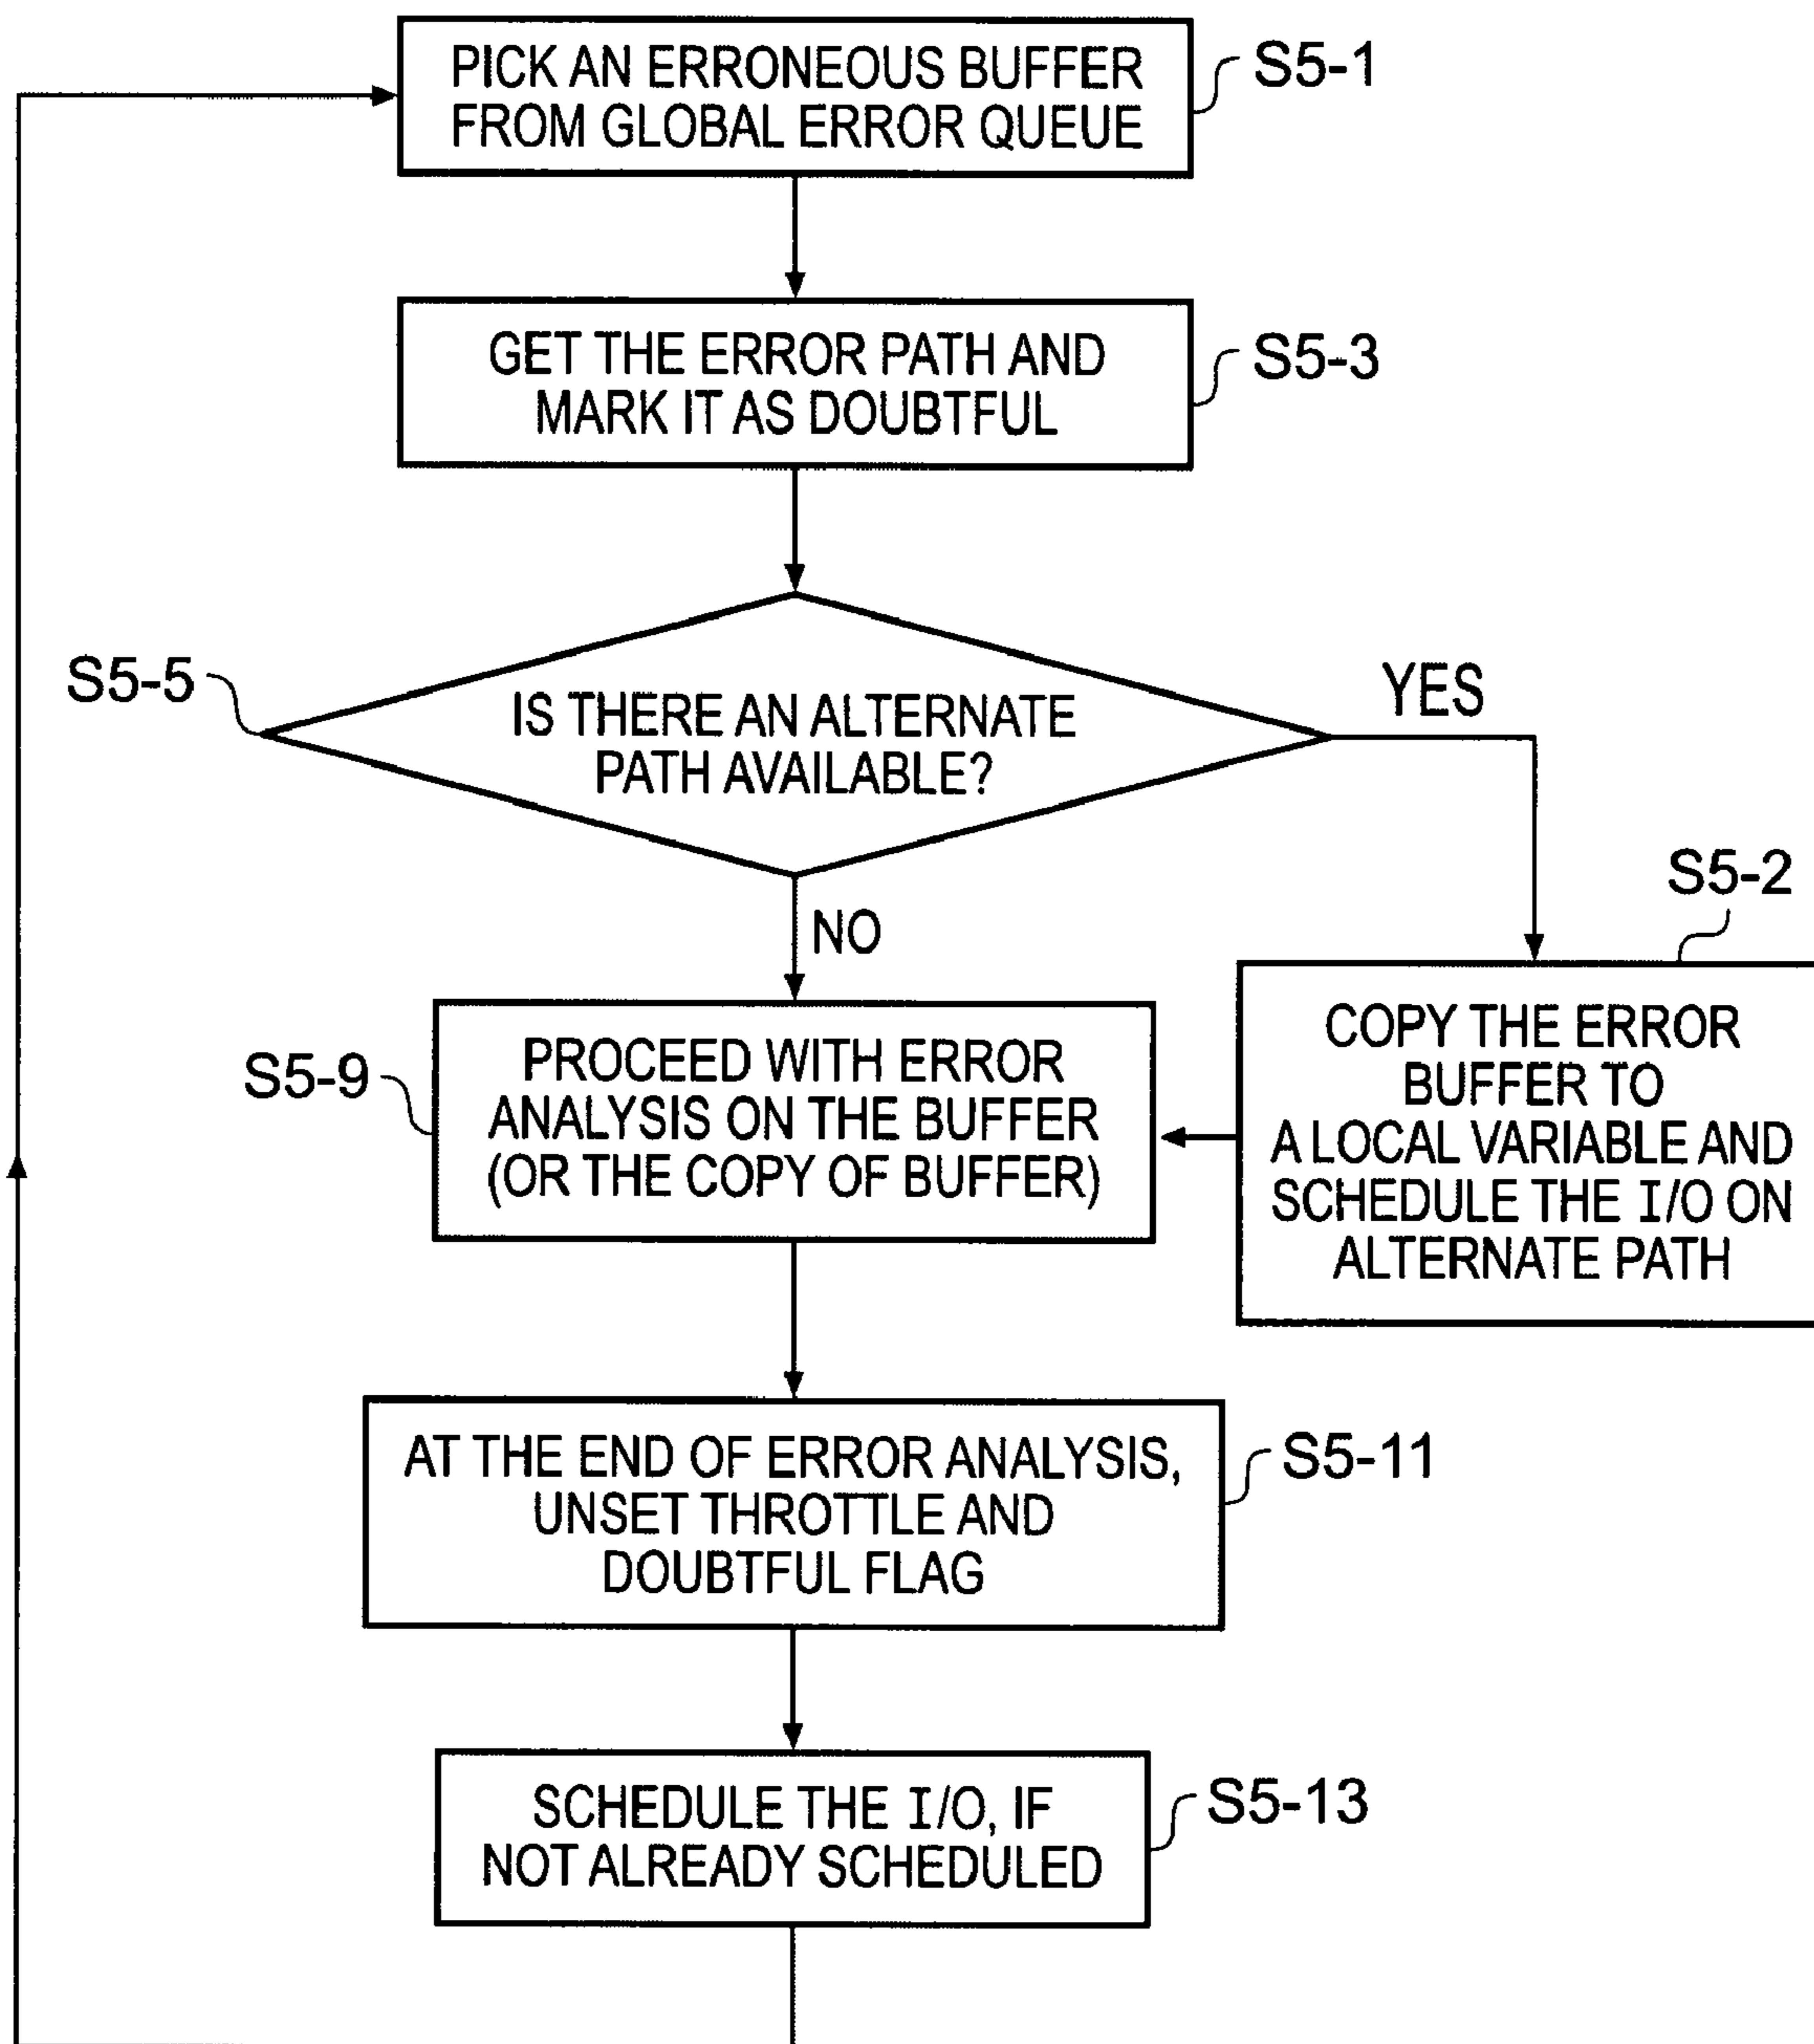 PICK AN ERRONEOUS BUFFER
FROM GLOBAL ERROR QUEUE
S5-1
GET THE ERROR PATH AND
MARK IT AS DOUBTFUL
S5-3
S5-5
IS THERE AN ALTERNATE
PATH AVAILABLE?
YES
NO
S5-2
COPY THE ERROR
BUFFER TO
A LOCAL VARIABLE AND
SCHEDULE THE I/O ON
ALTERNATE PATH
S5-9
PROCEED WITH ERROR
ANALYSIS ON THE BUFFER
(OR THE COPY OF BUFFER)
AT THE END OF ERROR ANALYSIS,
UNSET THROTTLE AND
DOUBTFUL FLAG
S5-11
SCHEDULE THE I/O, IF
NOT ALREADY SCHEDULED
S5-13